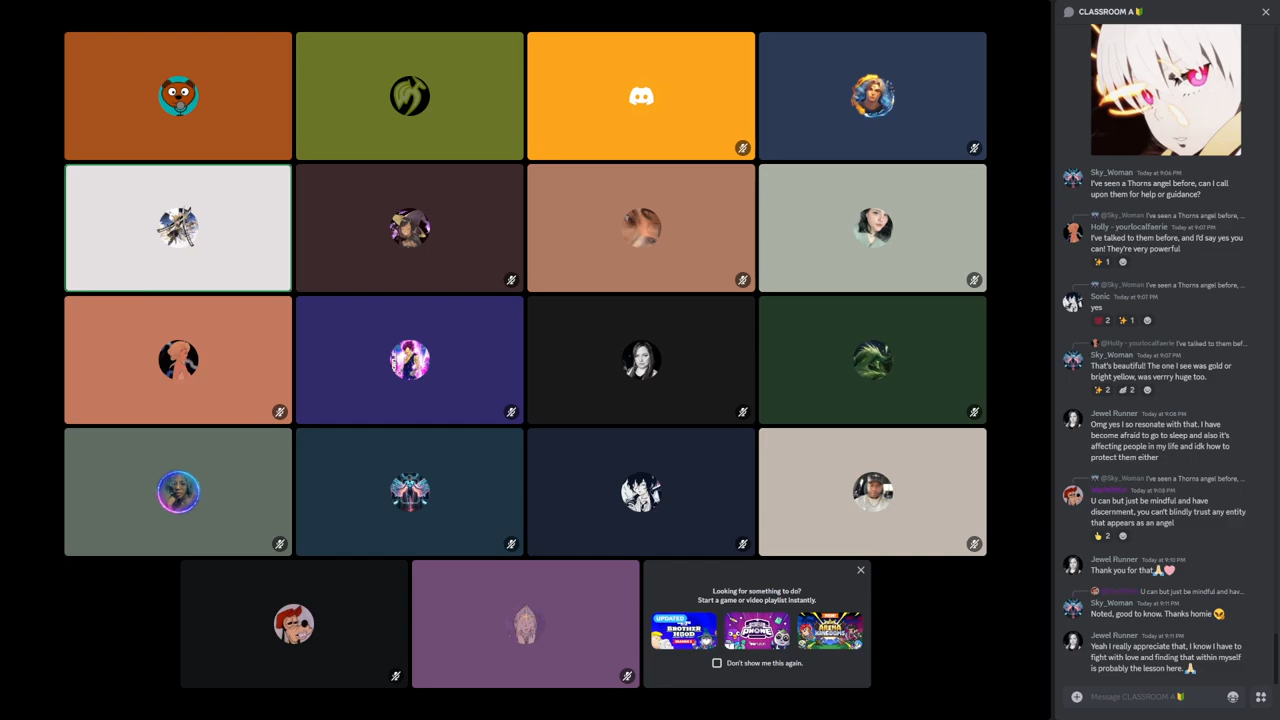 CLASSROOM A
Sky_Woman Today at 9:06 PM
I've seen a Thorns angel before, can I call
upon them for help or guidance?
@Sky_Woman I've seen a Thorns angel before, ...
Holly - yourlocalfaerie Today at 9:07 PM
I've talked to them before, and I'd say yes you
can! They're very powerful
1
@Sky_Woman I've seen a Thorns angel before, ...
Sonic Today at 9:07 PM
yes
2 1
@Holly - yourlocalfaerie I've talked to them bef...
Sky_Woman Today at 9:07 PM
That's beautiful! The one I see was gold or
bright yellow, was verrry huge too.
2 2
Jewel Runner Today at 9:08 PM
Omg yes I so resonate with that. I have
become afraid to go to sleep and also it's
affecting people in my life and idk how to
protect them either
@Sky_Woman I've seen a Thorns angel before, ...
Today at 9:08 PM
U can but just be mindful and have
discernment, you can't blindly trust any entity
that appears as an angel
2
Jewel Runner Today at 9:10 PM
Thank you for that🙏🏼🩷
U can but just be mindful and hav...
Sky_Woman Today at 9:11 PM
Noted, good to know. Thanks homie
Jewel Runner Today at 9:11 PM
Yeah I really appreciate that, I know I have to
fight with love and finding that within myself
is probably the lesson here. 🙏🏼
Message CLASSROOM A
Looking for something to do?
Start a game or video playlist instantly.
UPDATED
BROTHER
HOOD
PHONE
ARENA
KINGDOMS
Don't show me this again.